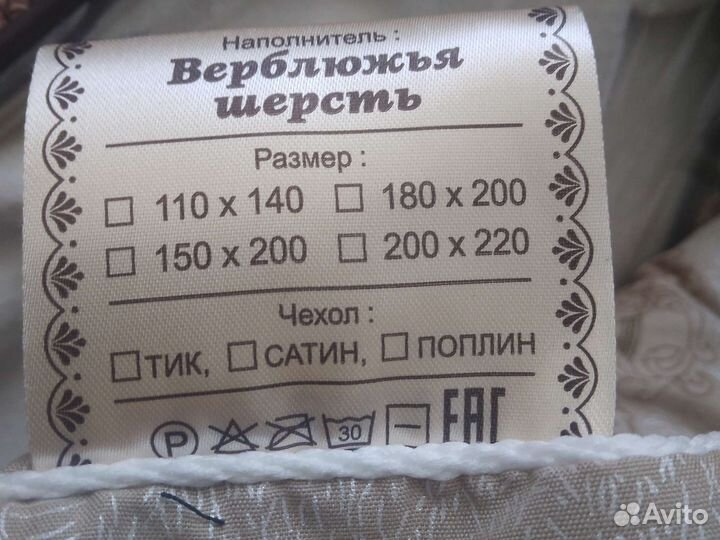 Наполнитель :
Верблюжья
шерсть
Размер :
110 x 140 180 x 200
150 x 200 200 x 220
Чехол :
ТИК, САТИН, ПОПЛИН
P 30 EAC
Avito